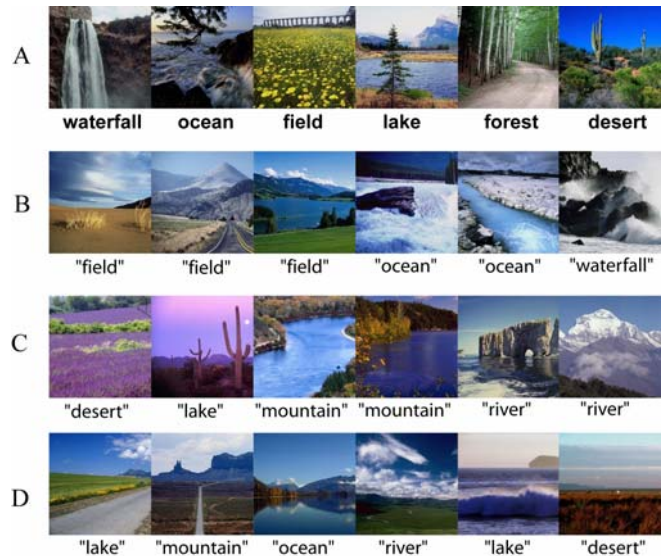 A
waterfall ocean field lake forest desert
B
"field" "field" "field" "ocean" "ocean" "waterfall"
C
"desert" "lake" "mountain" "mountain" "river" "river"
D
"lake" "mountain" "ocean" "river" "lake" "desert"